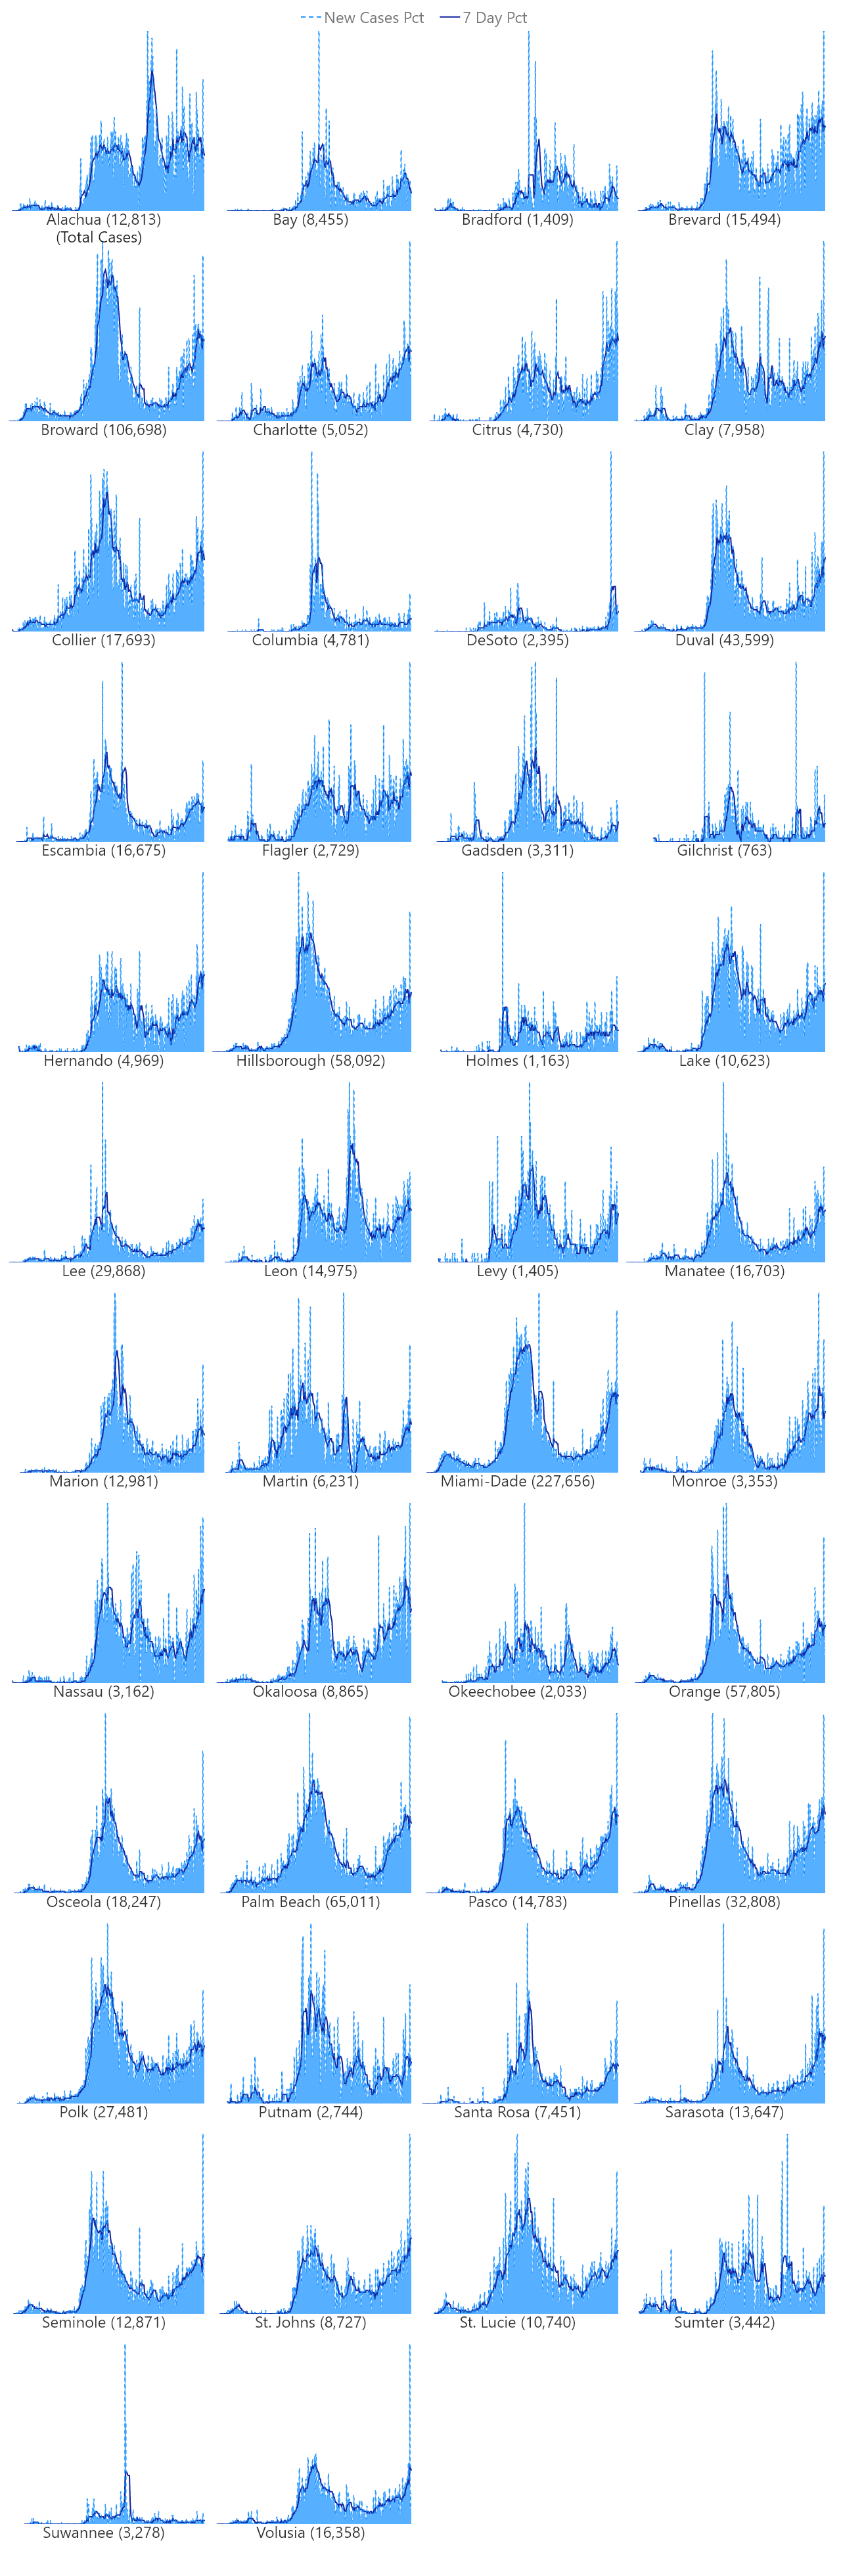 New Cases Pct 7 Day Pct
Alachua (12,813) Bay (8,455) Bradford (1,409) Brevard (15,494)
(Total Cases)
Broward (106,698) Charlotte (5,052) Citrus (4,730) Clay (7,958)
Collier (17,693) Columbia (4,781) DeSoto (2,395) Duval (43,599)
Escambia (16,675) Flagler (2,729) Gadsden (3,311) Gilchrist (763)
Hernando (4,969) Hillsborough (58,092) Holmes (1,163) Lake (10,623)
Lee (29,868) Leon (14,975) Levy (1,405) Manatee (16,703)
Marion (12,981) Martin (6,231) Miami-Dade (227,656) Monroe (3,353)
Nassau (3,162) Okaloosa (8,865) Okeechobee (2,033) Orange (57,805)
Osceola (18,247) Palm Beach (65,011) Pasco (14,783) Pinellas (32,808)
Polk (27,481) Putnam (2,744) Santa Rosa (7,451) Sarasota (13,647)
Seminole (12,871) St. Johns (8,727) St. Lucie (10,740) Sumter (3,442)
Suwannee (3,278) Volusia (16,358)